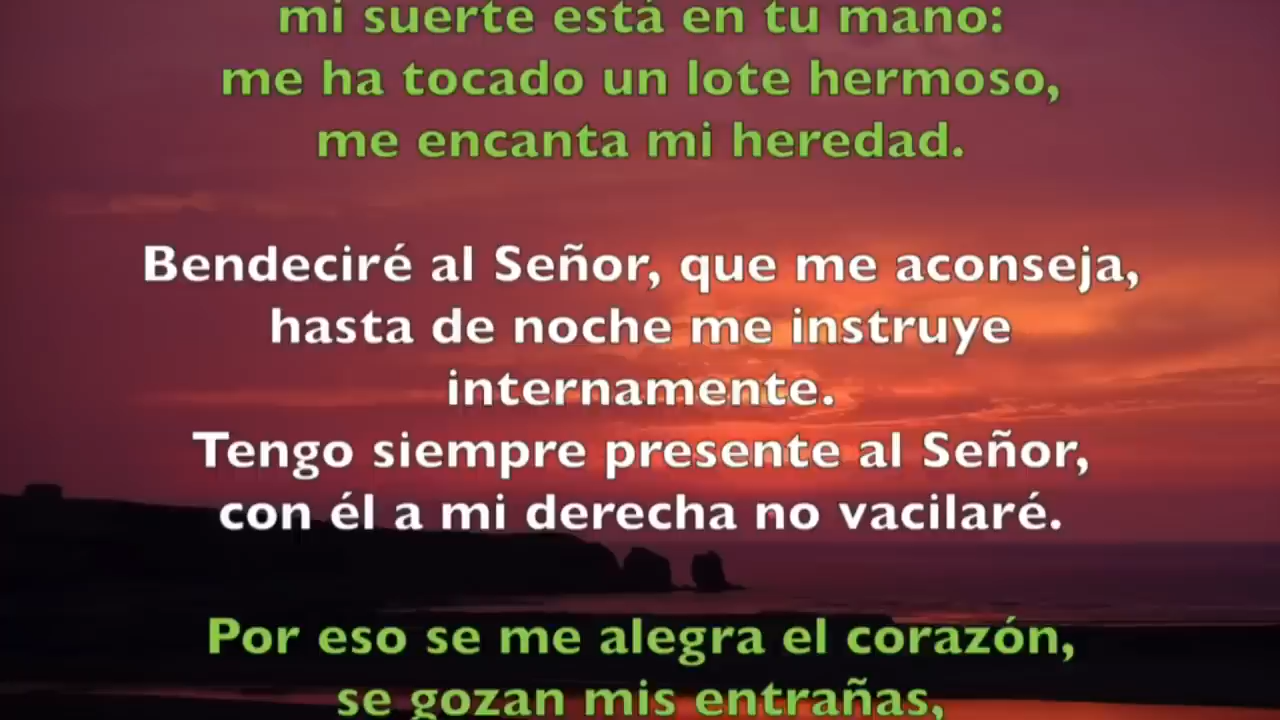 mi suerte está en tu mano:
me ha tocado un lote hermoso,
me encanta mi heredad.
Bendeciré al Señor, que me aconseja,
hasta de noche me instruye
internamente.
Tengo siempre presente al Señor,
con él a mi derecha no vacilaré.
Por eso se me alegra el corazón,
se gozan mis entrañas,